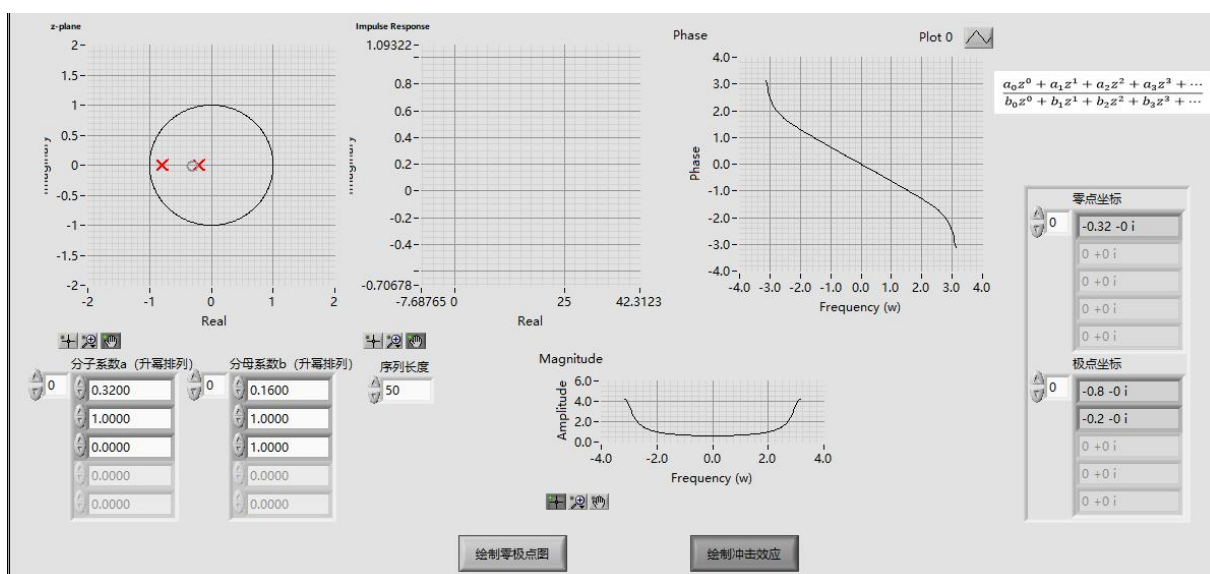 z-plane
2
1.5
1
0.5
0
-0.5
-1
-1.5
-2
-2
-1
0
1
2
Real
Imaginary
Impulse Response
1.09322
0.8
0.6
0.4
0.2
0
-0.2
-0.4
-0.70678
-7.68765 0
25
42.3123
Real
Imaginary
Phase
Plot 0
4.0
3.0
2.0
1.0
0.0
-1.0
-2.0
-3.0
-4.0
Phase
-4.0 -3.0 -2.0 -1.0 0.0 1.0 2.0 3.0 4.0
Frequency (w)
a₀z⁰ + a₁z¹ + a₂z² + a₃z³ + ⋯
b₀z⁰ + b₁z¹ + b₂z² + b₃z³ + ⋯
零点坐标
0
-0.32 -0 i
0 +0 i
0 +0 i
0 +0 i
0 +0 i
极点坐标
0
-0.8 -0 i
-0.2 -0 i
0 +0 i
0 +0 i
0 +0 i
分子系数a（升幂排列）
0
0.3200
1.0000
0.0000
0.0000
0.0000
分母系数b（升幂排列）
0
0.1600
1.0000
1.0000
0.0000
0.0000
序列长度
50
Magnitude
6.0
4.0
2.0
0.0
Amplitude
-4.0
-2.0
0.0
2.0
4.0
Frequency (w)
绘制零极点图
绘制冲击效应